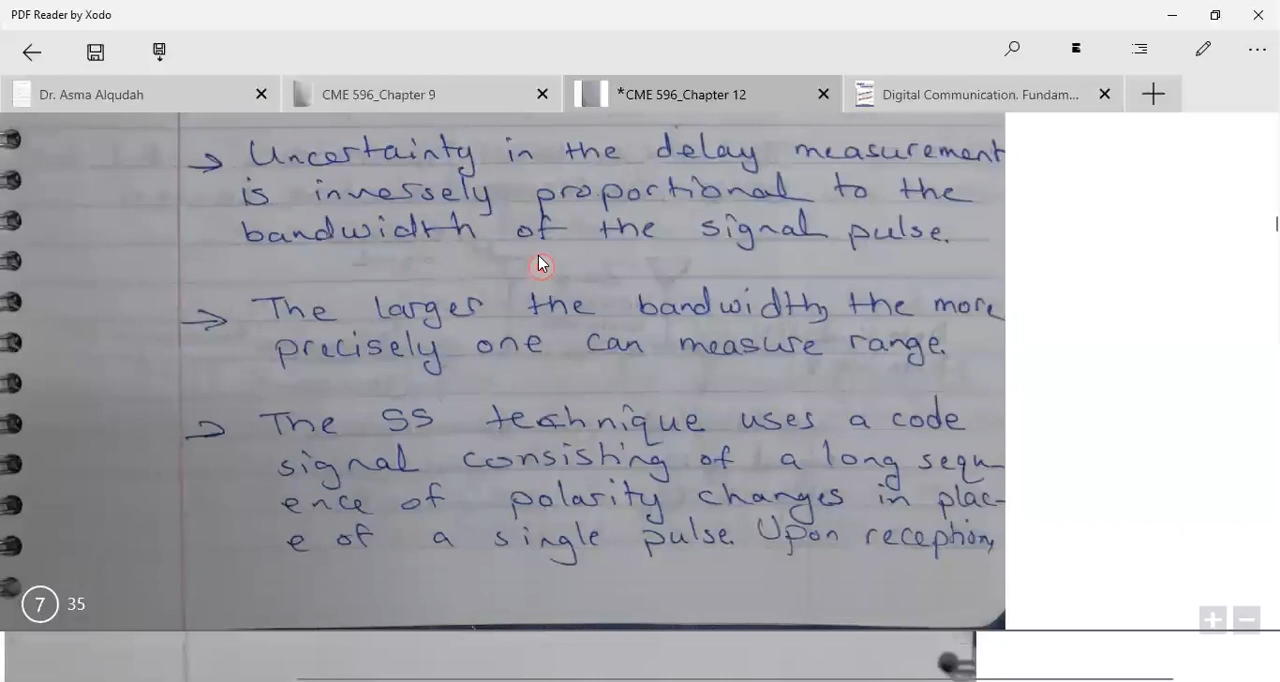 PDF Reader by Xodo
Dr. Asma Alqudah
CME 596_Chapter 9
*CME 596_Chapter 12
Digital Communication. Fundam...
→ Uncertainty in the delay measurement
is inversely proportional to the
bandwidth of the signal pulse.
→ The larger the bandwidth, the more
precisely one can measure range.
→ The SS technique uses a code
signal consisting of a long sequ-
ence of polarity changes in plac-
e of a single pulse. Upon reception,
7 35